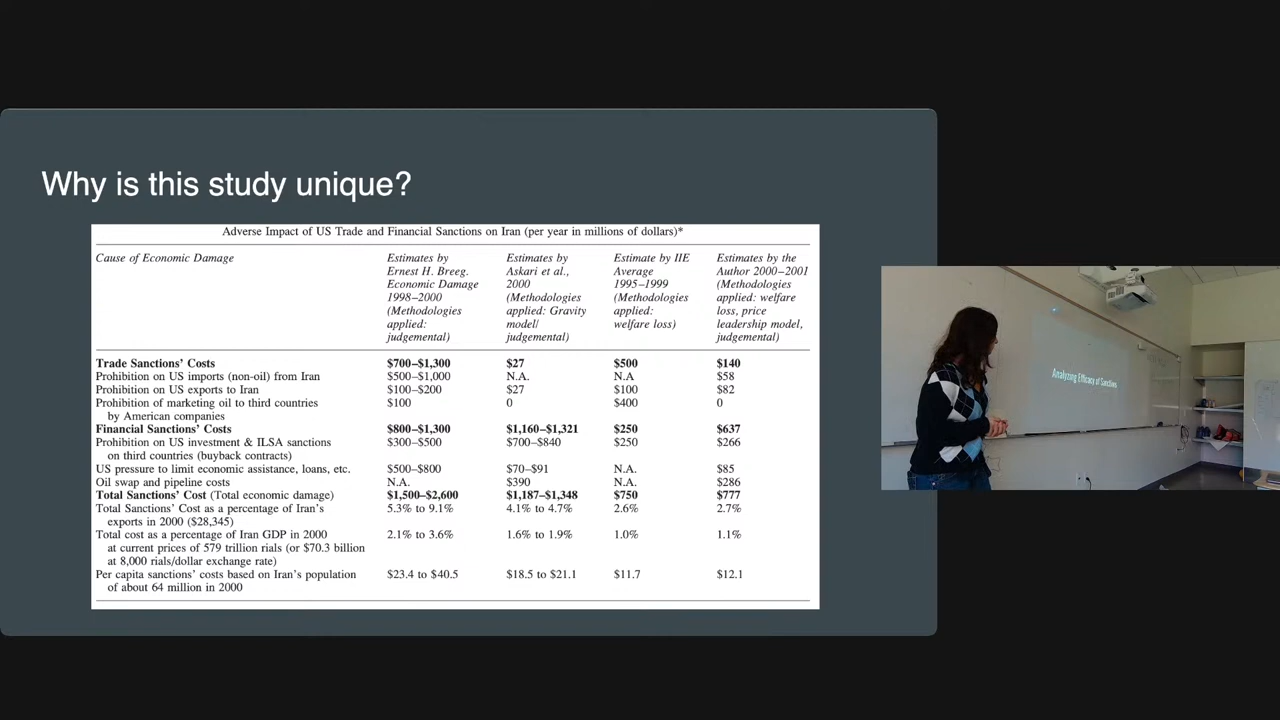 Why is this study unique?
Adverse Impact of US Trade and Financial Sanctions on Iran (per year in millions of dollars)*
Cause of Economic Damage Estimates by Ernest H. Breeg. Economic Damage 1998–2000 (Methodologies applied: judgemental) Estimates by Askari et al., 2000 (Methodologies applied: Gravity model/ judgemental) Estimate by IIE Average 1995–1999 (Methodologies applied: welfare loss) Estimates by the Author 2000–2001 (Methodologies applied: welfare loss, price leadership model, judgemental)
Trade Sanctions' Costs $700–$1,300 $27 $500 $140
Prohibition on US imports (non-oil) from Iran $500–$1,000 N.A. N.A $58
Prohibition on US exports to Iran $100–$200 $27 $100 $82
Prohibition of marketing oil to third countries $100 0 $400 0
by American companies
Financial Sanctions' Costs $800–$1,300 $1,160–$1,321 $250 $637
Prohibition on US investment & ILSA sanctions $300–$500 $700–$840 $250 $266
on third countries (buyback contracts)
US pressure to limit economic assistance, loans, etc. $500–$800 $70–$91 N.A. $85
Oil swap and pipeline costs N.A. $390 N.A. $286
Total Sanctions' Cost (Total economic damage) $1,500–$2,600 $1,187–$1,348 $750 $777
Total Sanctions' Cost as a percentage of Iran's 5.3% to 9.1% 4.1% to 4.7% 2.6% 2.7%
exports in 2000 ($28,345)
Total cost as a percentage of Iran GDP in 2000 2.1% to 3.6% 1.6% to 1.9% 1.0% 1.1%
at current prices of 579 trillion rials (or $70.3 billion
at 8,000 rials/dollar exchange rate)
Per capita sanctions' costs based on Iran's population $23.4 to $40.5 $18.5 to $21.1 $11.7 $12.1
of about 64 million in 2000
Analyzing Efficacy of Sanctions